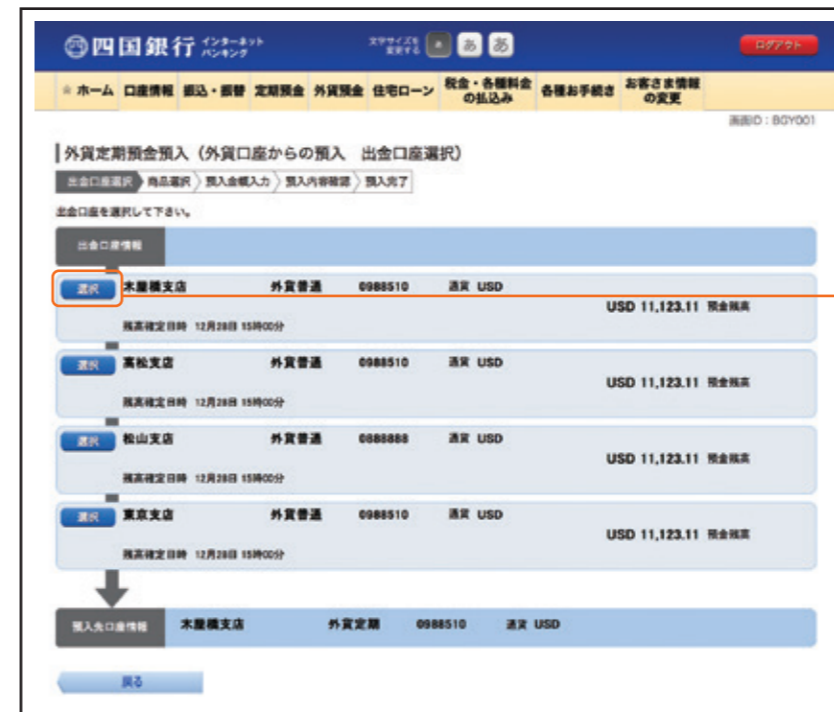 四国銀行 インターネットバンキング 文字サイズを変更する あ あ あ ログアウト
ホーム 口座情報 振込・振替 定期預金 外貨預金 住宅ローン 税金・各種料金の払込み 各種お手続き お客さま情報の変更
画面ID：BGY001
外貨定期預金預入（外貨口座からの預入 出金口座選択）
出金口座選択 商品選択 預入金額入力 預入内容確認 預入完了
出金口座を選択して下さい。
出金口座情報
選択 木屋橋支店 外貨普通 0988510 通貨 USD
USD 11,123.11 預金残高
残高確定日時 12月28日 15時00分
選択 高松支店 外貨普通 0988510 通貨 USD
USD 11,123.11 預金残高
残高確定日時 12月28日 15時00分
選択 松山支店 外貨普通 0888888 通貨 USD
USD 11,123.11 預金残高
残高確定日時 12月28日 15時00分
選択 東京支店 外貨普通 0988510 通貨 USD
USD 11,123.11 預金残高
残高確定日時 12月28日 15時00分
預入先口座情報 木屋橋支店 外貨定期 0988510 通貨 USD
戻る